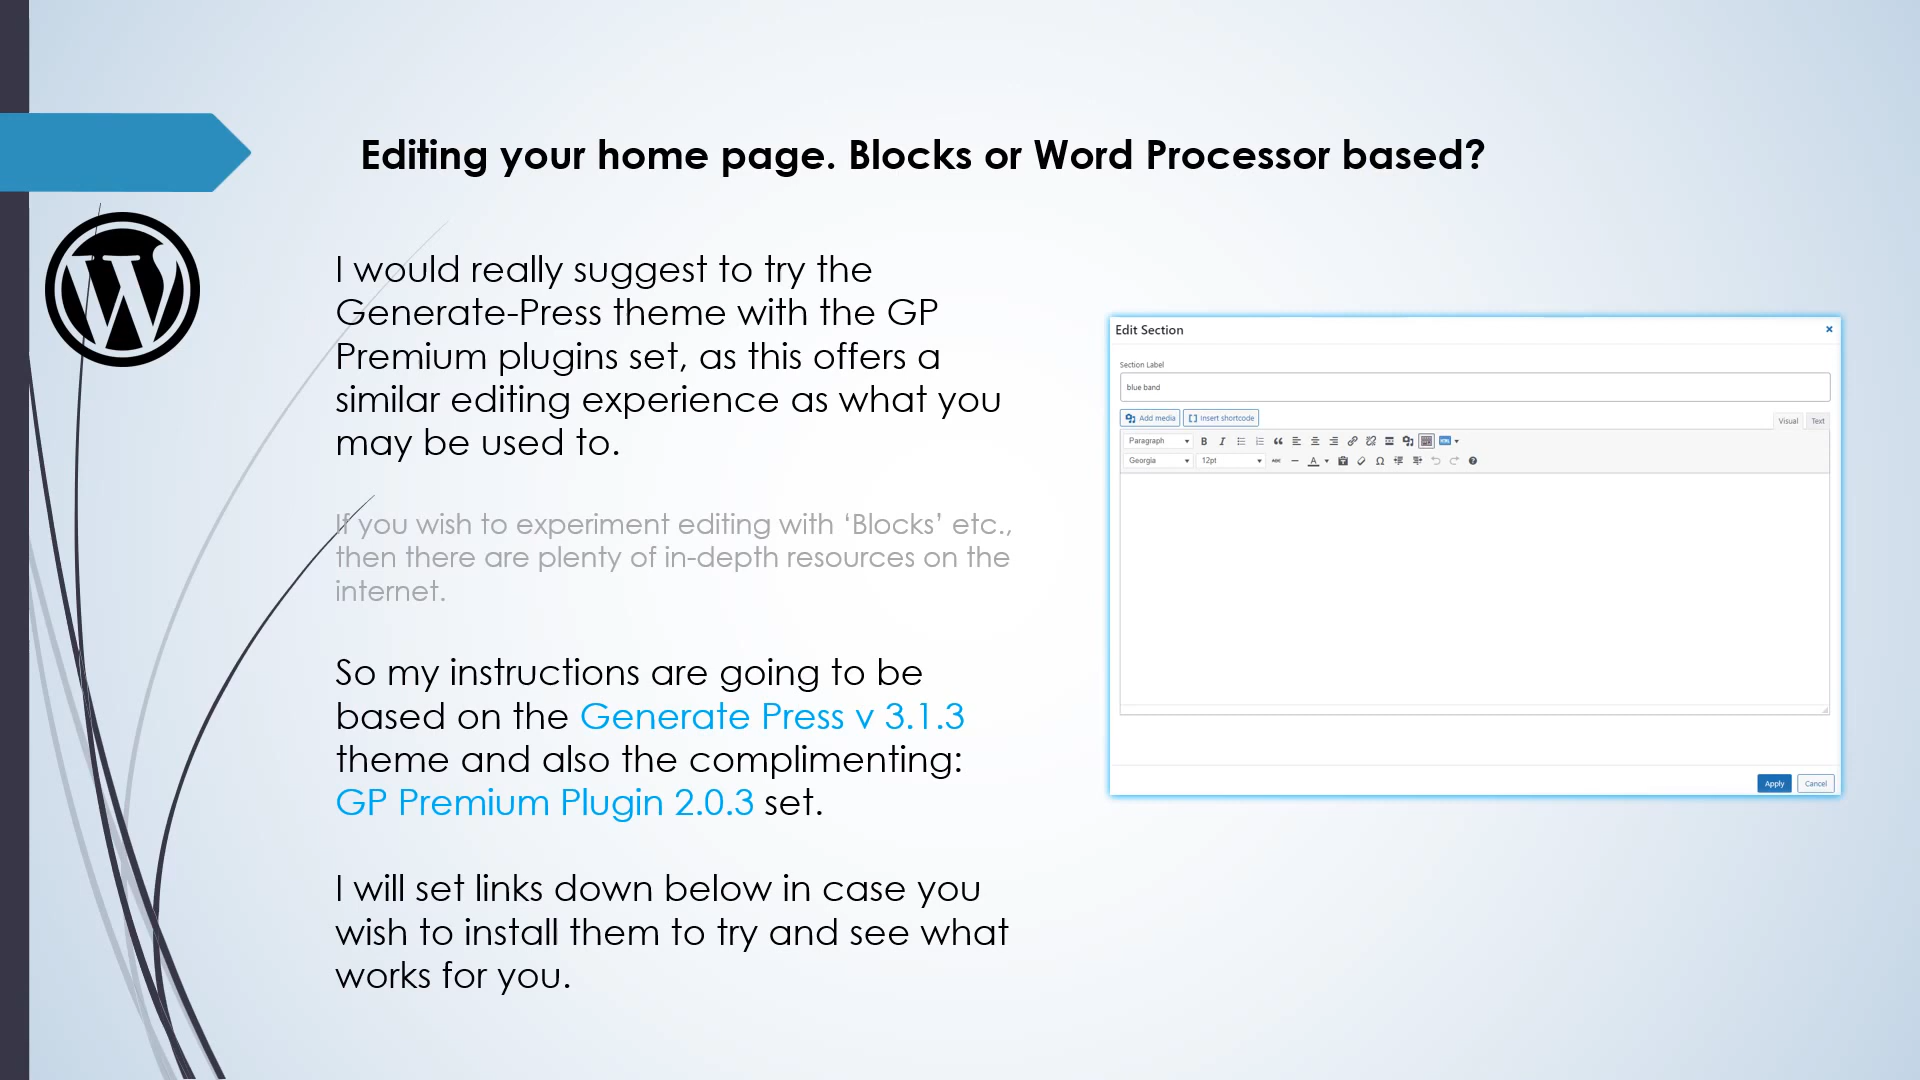 Editing your home page. Blocks or Word Processor based?
I would really suggest to try the
Generate-Press theme with the GP
Premium plugins set, as this offers a
similar editing experience as what you
may be used to.
If you wish to experiment editing with ‘Blocks’ etc.,
then there are plenty of in-depth resources on the
internet.
So my instructions are going to be
based on the Generate Press v 3.1.3
theme and also the complimenting:
GP Premium Plugin 2.0.3 set.
I will set links down below in case you
wish to install them to try and see what
works for you.
Edit Section
Section Label
blue band
Add media Insert shortcode
Visual Text
Paragraph
Georgia 12pt
Apply Cancel